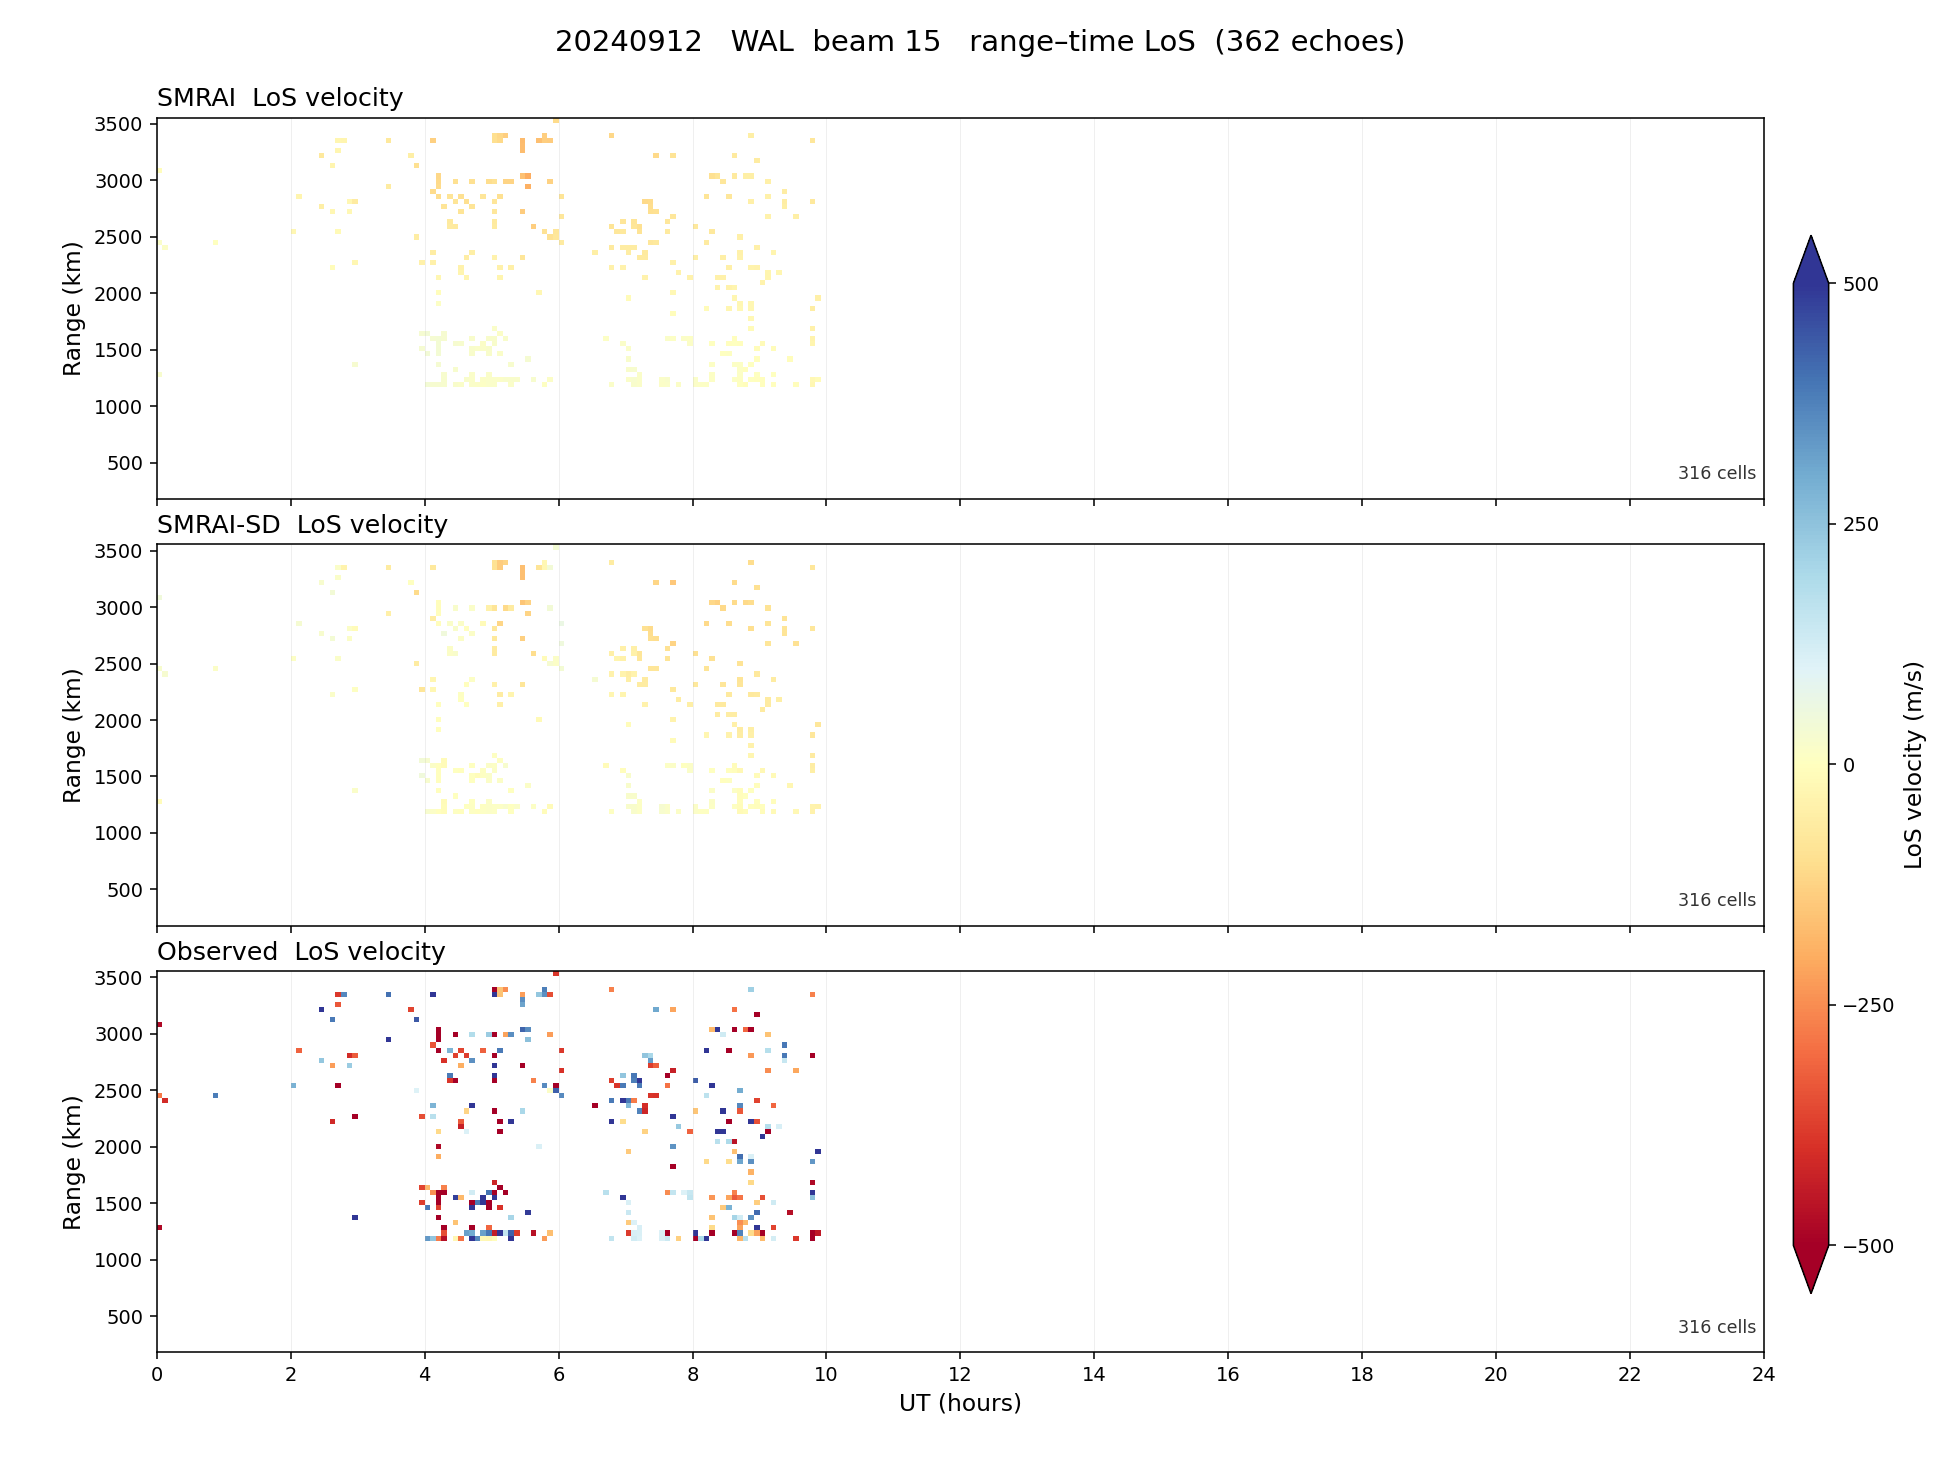 20240912   WAL  beam 15   range–time LoS  (362 echoes)
SMRAI  LoS velocity
3500
3000
2500
2000
1500
1000
500
Range (km)
316 cells
SMRAI-SD  LoS velocity
3500
3000
2500
2000
1500
1000
500
Range (km)
316 cells
Observed  LoS velocity
3500
3000
2500
2000
1500
1000
500
Range (km)
316 cells
0 2 4 6 8 10 12 14 16 18 20 22 24
UT (hours)
500
250
0
−250
−500
LoS velocity (m/s)